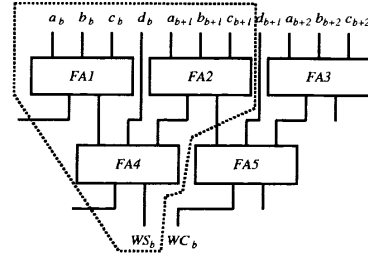 a_b b_b c_b d_b a_{b+1} b_{b+1} c_{b+1} d_{b+1} a_{b+2} b_{b+2} c_{b+2}
FA1 FA2 FA3
FA4 FA5
WS_b WC_b